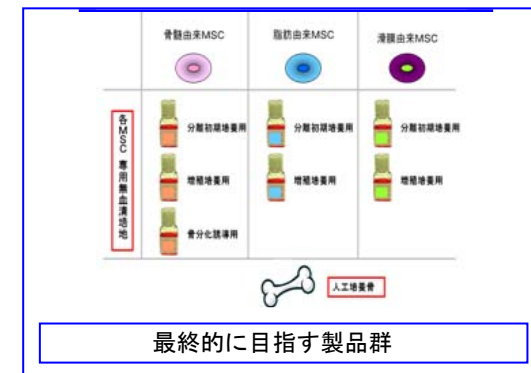 骨髄由来MSC 脂肪由来MSC 滑膜由来MSC
各MSC専用無血清培地
分離初期培養用 分離初期培養用 分離初期培養用
増殖培養用 増殖培養用 増殖培養用
骨分化誘導用
人工培養骨
最終的に目指す製品群